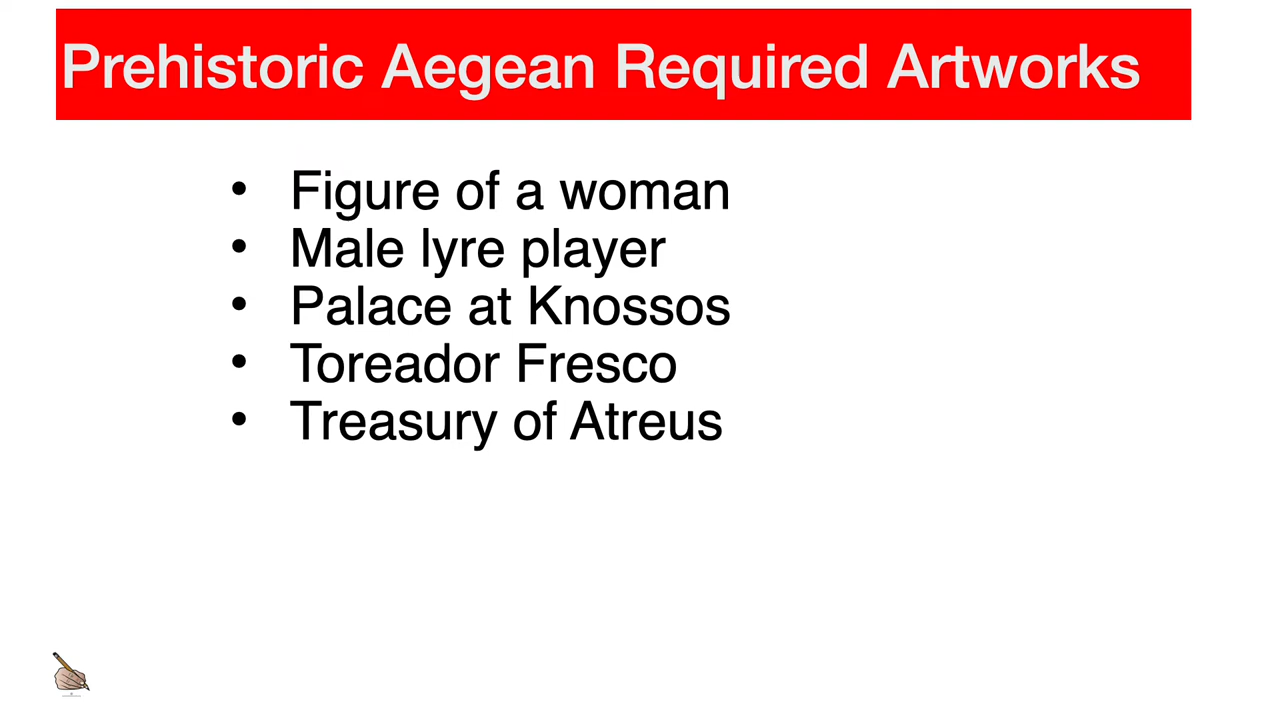 Prehistoric Aegean Required Artworks
• Figure of a woman
• Male lyre player
• Palace at Knossos
• Toreador Fresco
• Treasury of Atreus